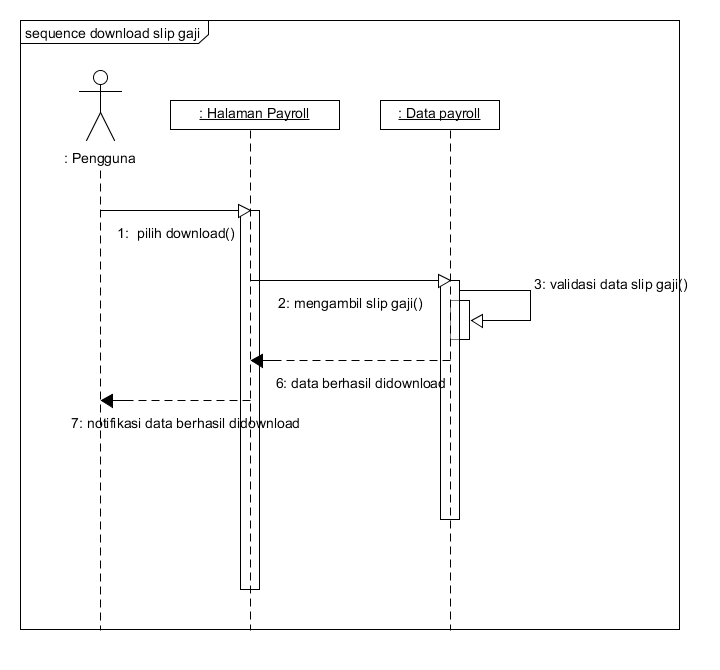 sequence download slip gaji
: Halaman Payroll
: Data payroll
: Pengguna
1: pilih download()
3: validasi data slip gaji()
2: mengambil slip gaji()
6: data berhasil didownload
7: notifikasi data berhasil didownload